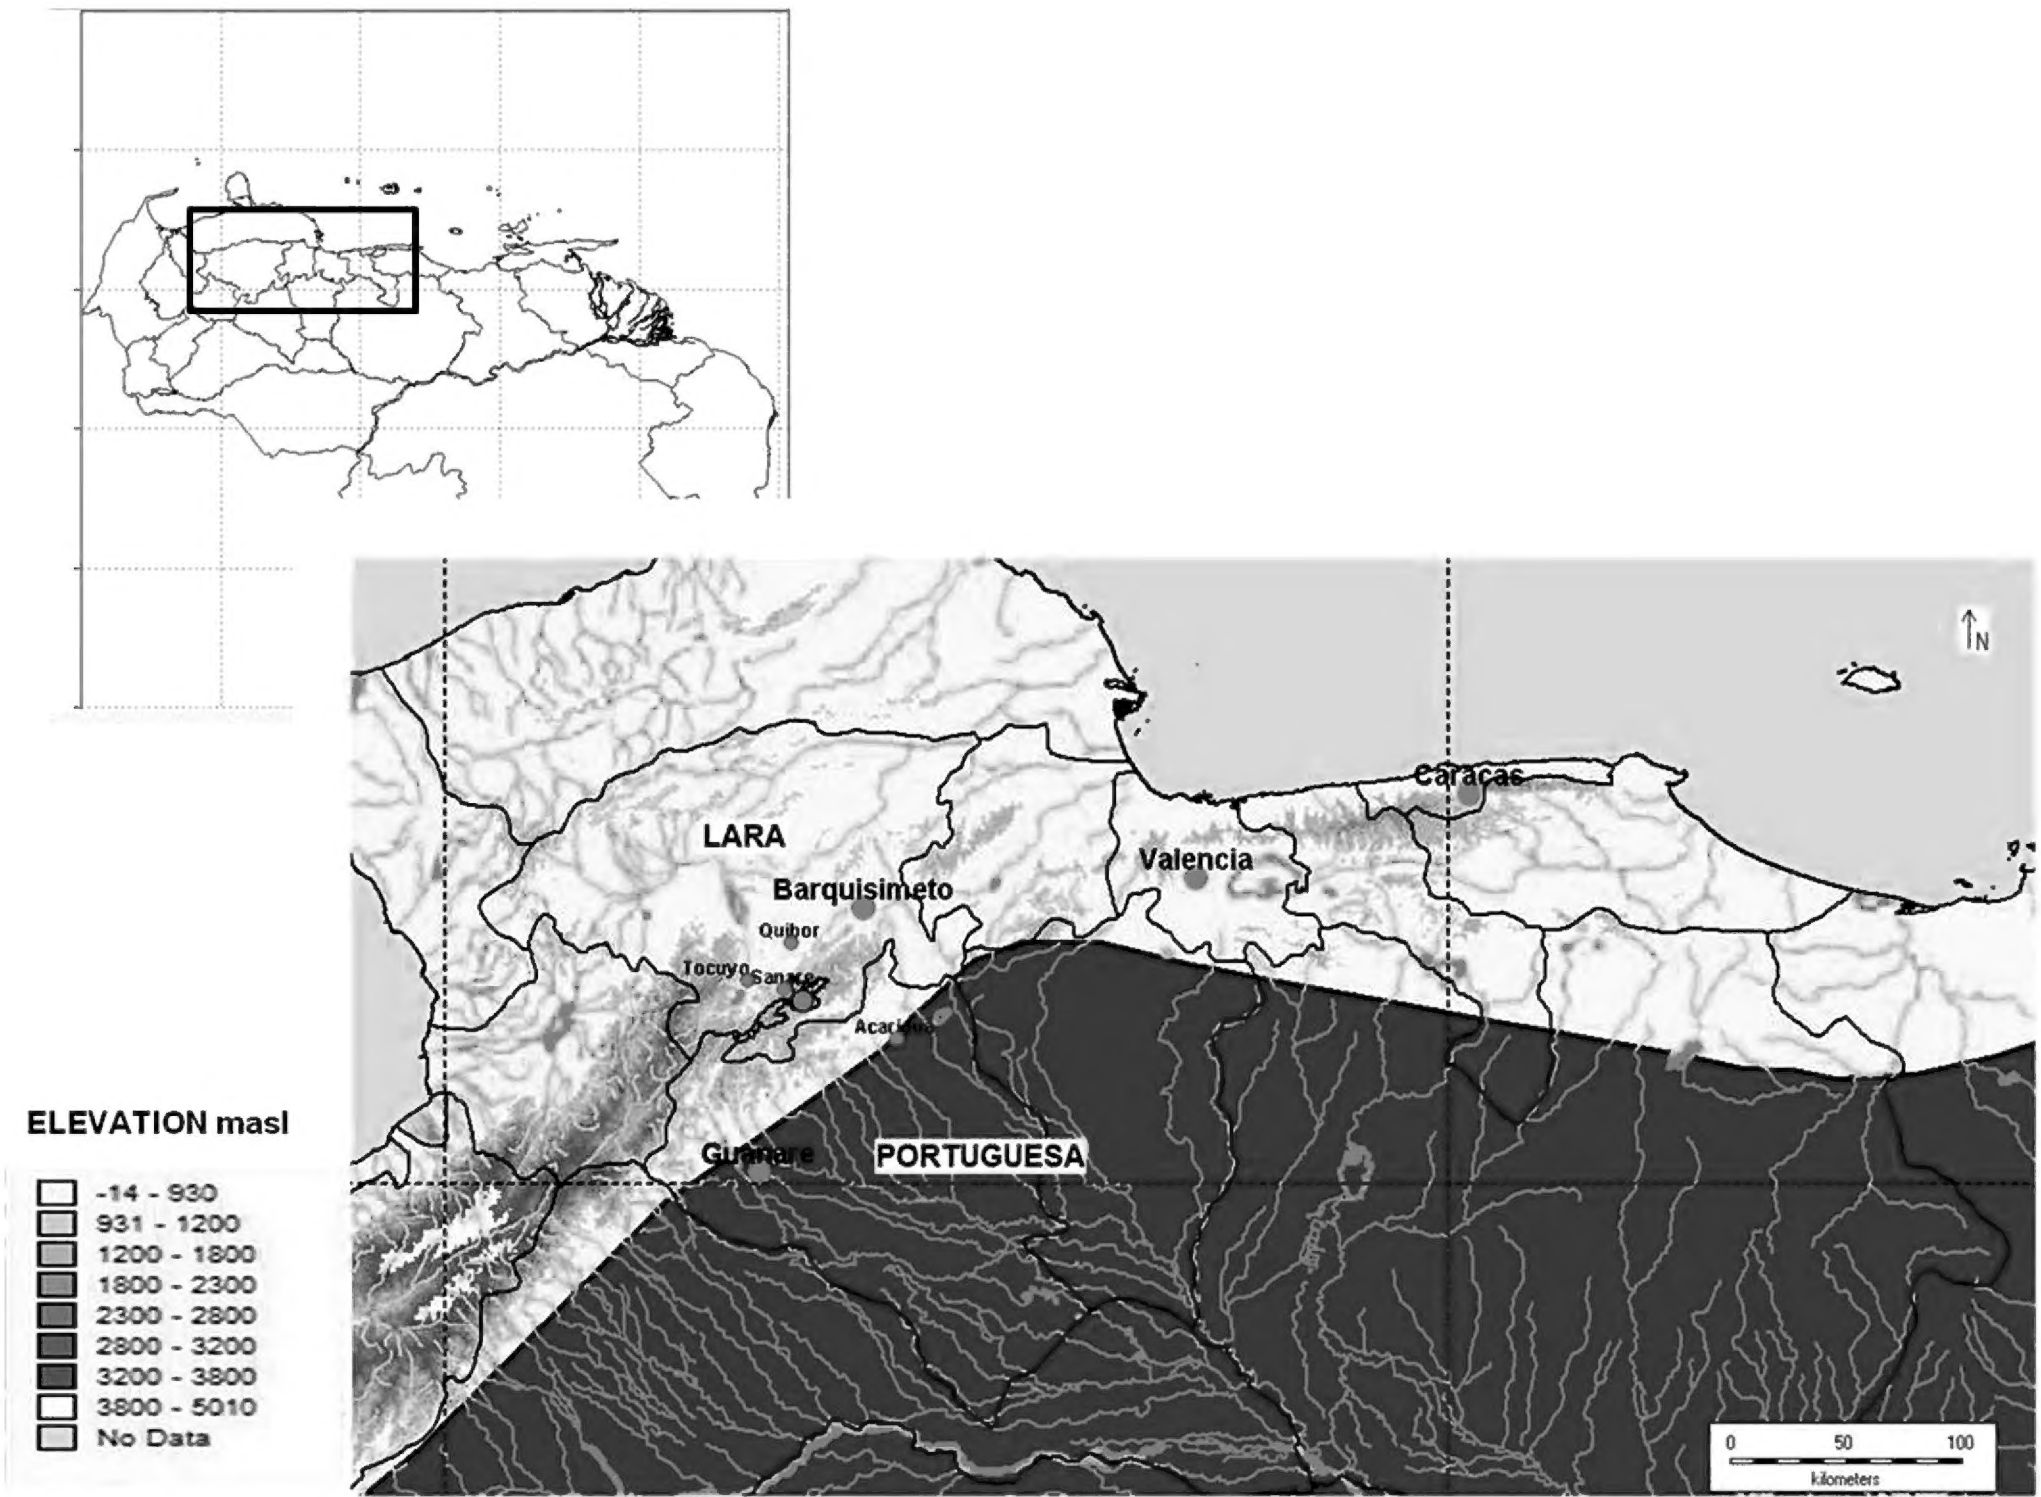 N
Caracas
LARA
Valencia
Barquisimeto
Quibor
Tocuyo
Sanare
Acarigua
Guanare
PORTUGUESA
ELEVATION masl
-14 - 930
931 - 1200
1200 - 1800
1800 - 2300
2300 - 2800
2800 - 3200
3200 - 3800
3800 - 5010
No Data
0 50 100
kilometers